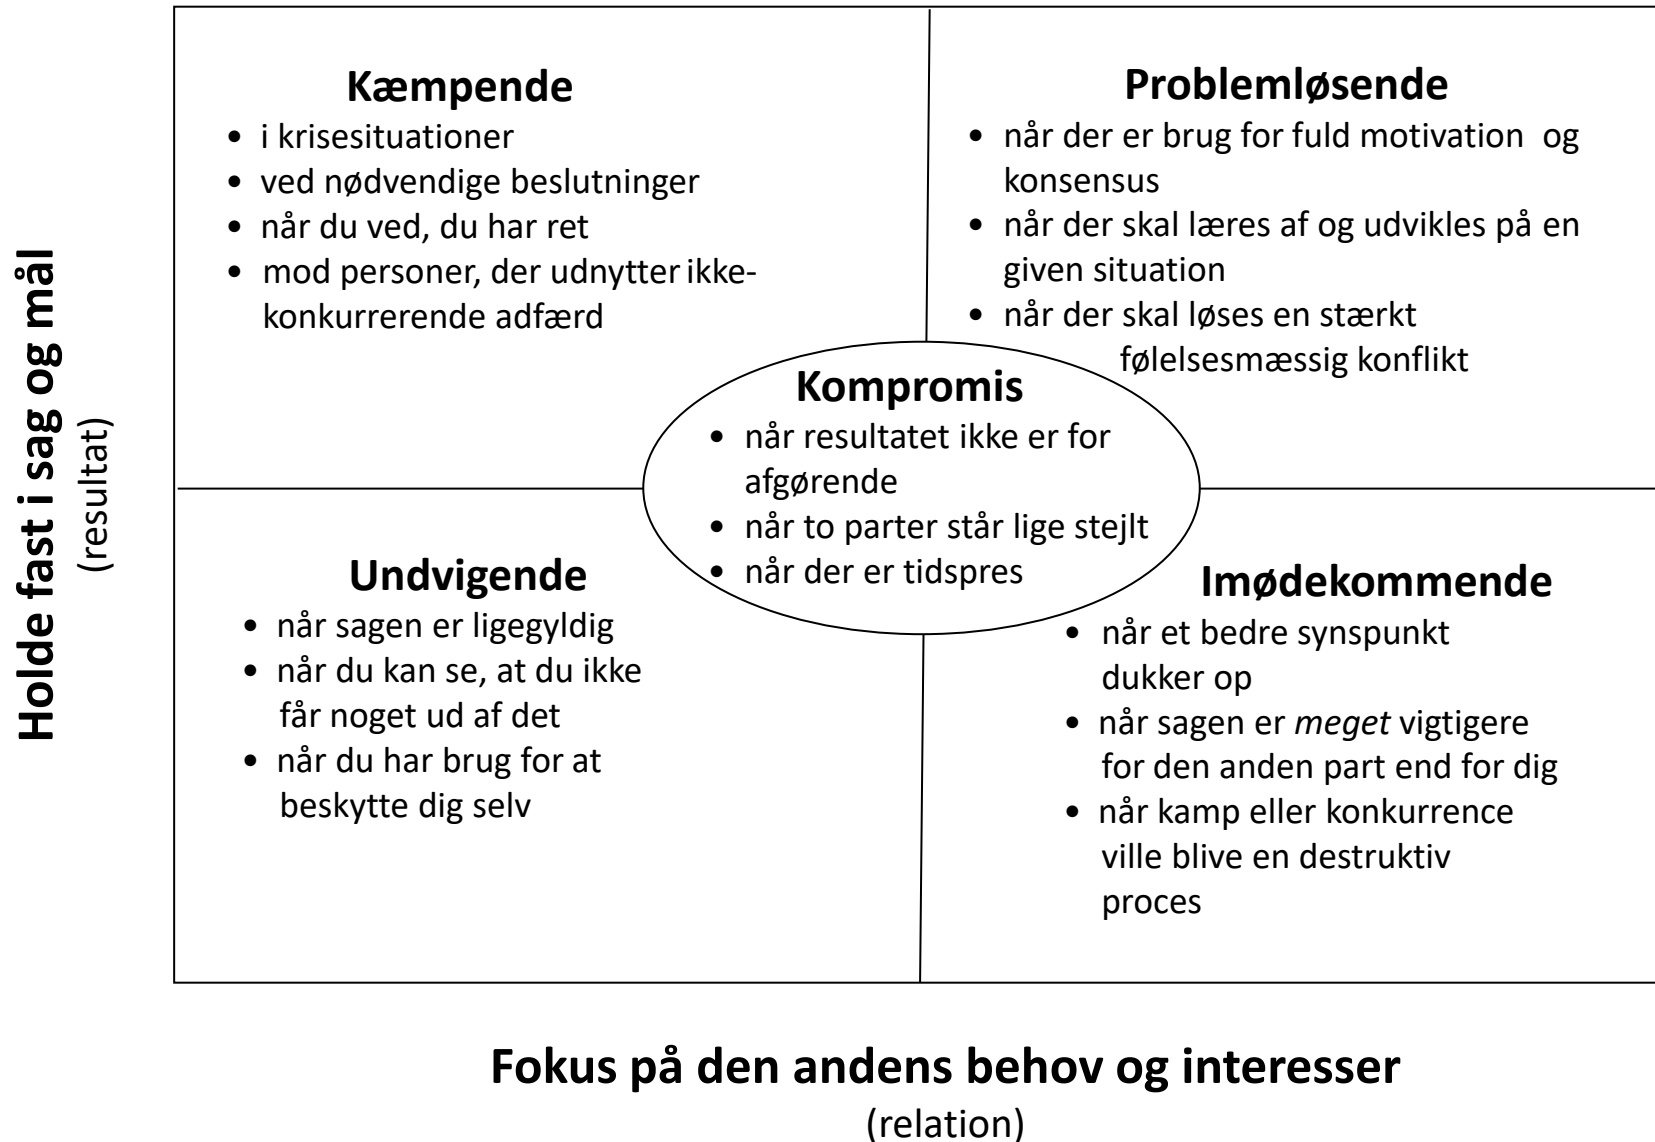 Holde fast i sag og mål
(resultat)
Kæmpende
• i krisesituationer
• ved nødvendige beslutninger
• når du ved, du har ret
• mod personer, der udnytter ikke-
konkurrerende adfærd
Problemløsende
• når der er brug for fuld motivation og
konsensus
• når der skal læres af og udvikles på en
given situation
• når der skal løses en stærkt
følelsesmæssig konflikt
Kompromis
• når resultatet ikke er for
afgørende
• når to parter står lige stejlt
• når der er tidspres
Undvigende
• når sagen er ligegyldig
• når du kan se, at du ikke
får noget ud af det
• når du har brug for at
beskytte dig selv
Imødekommende
• når et bedre synspunkt
dukker op
• når sagen er meget vigtigere
for den anden part end for dig
• når kamp eller konkurrence
ville blive en destruktiv
proces
Fokus på den andens behov og interesser
(relation)